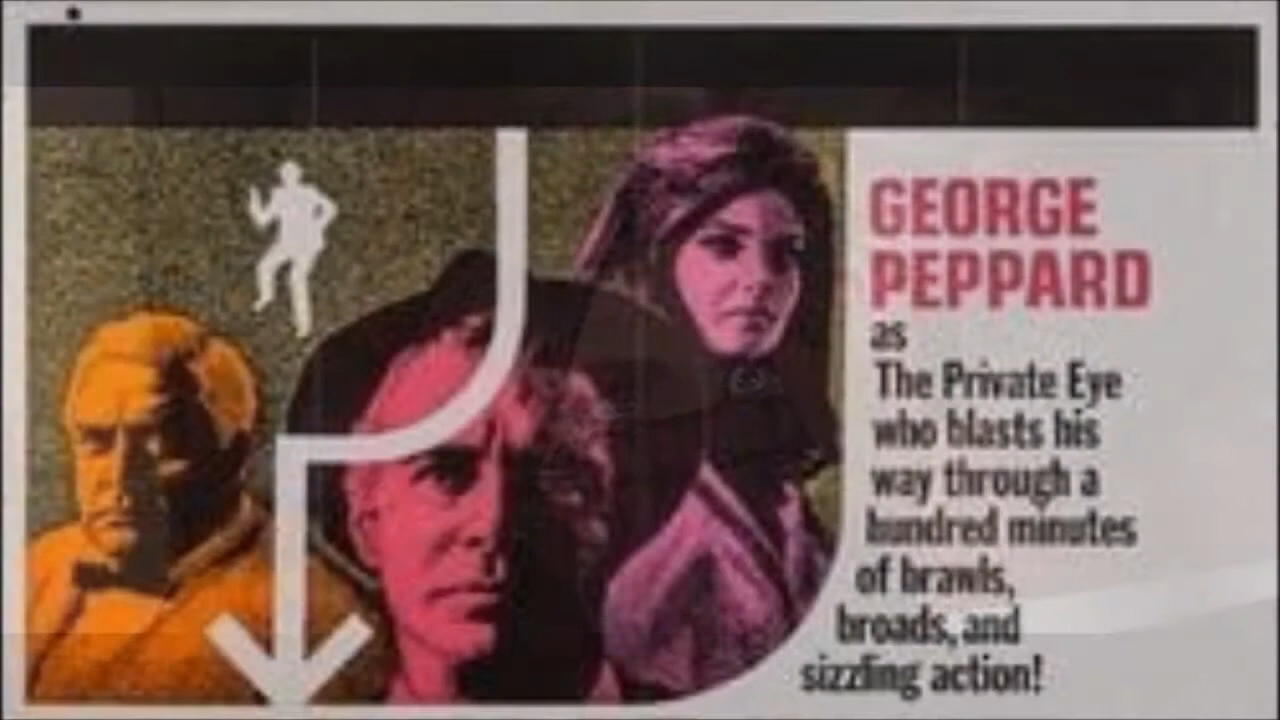 GEORGE
PEPPARD
as
The Private Eye
who blasts his
way through a
hundred minutes
of brawls,
broads, and
sizzling action!